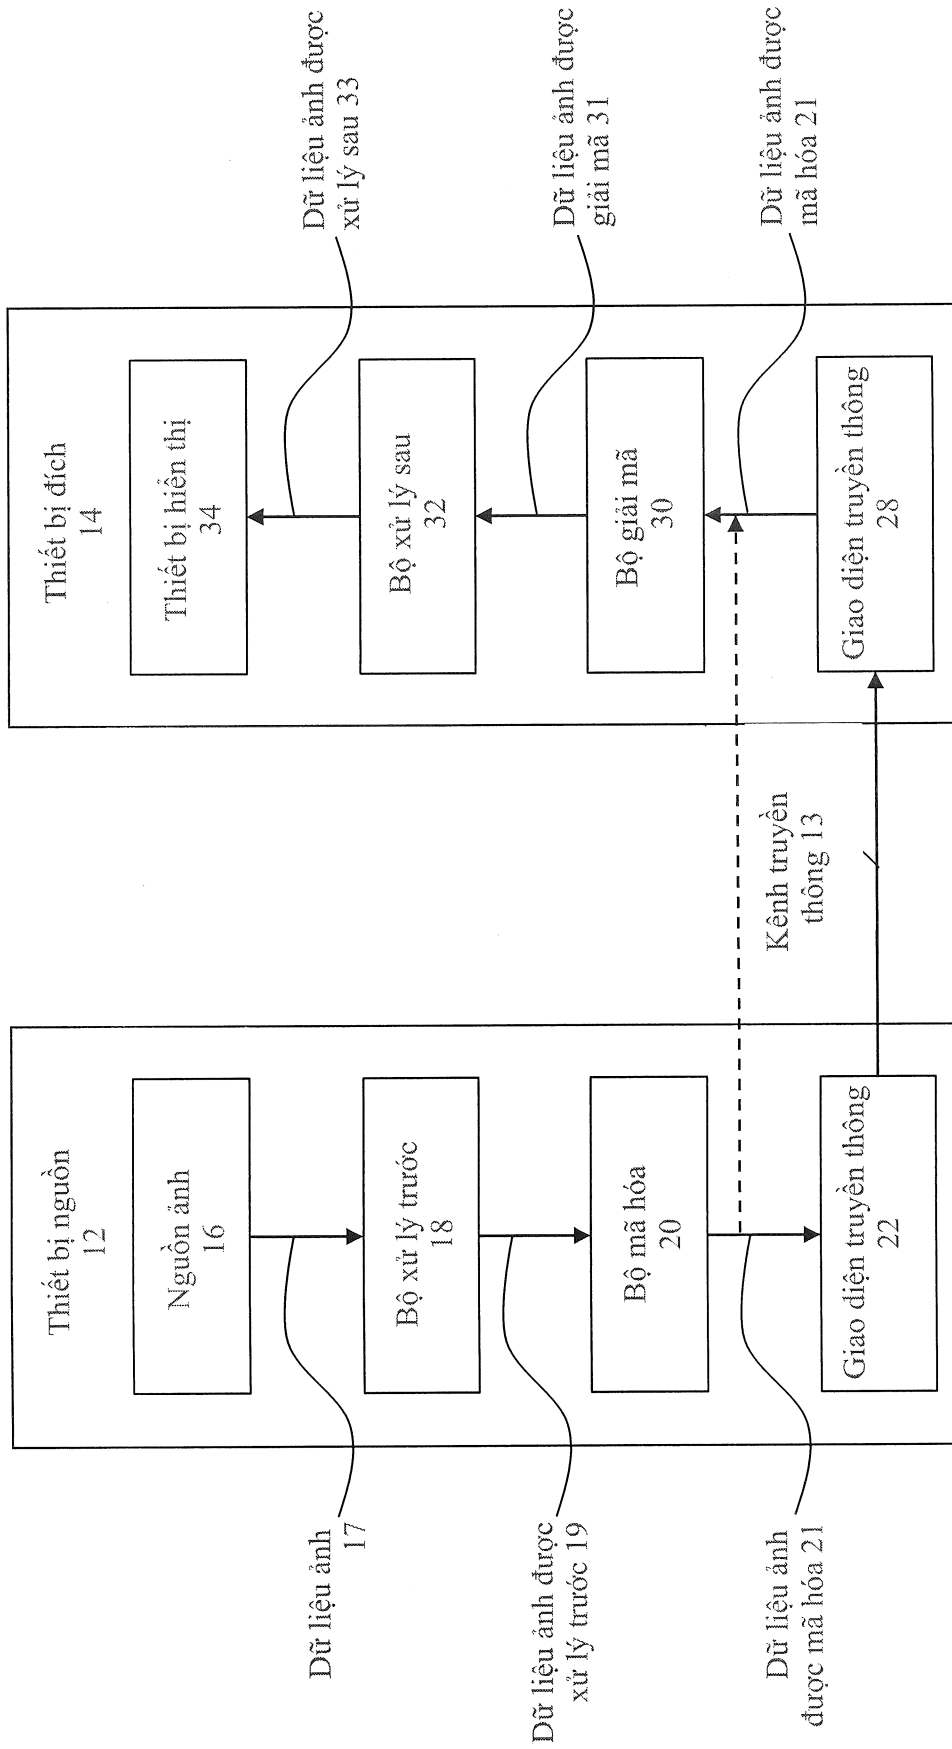 Thiết bị nguồn
12
Nguồn ảnh
16
Dữ liệu ảnh
17
Bộ xử lý trước
18
Dữ liệu ảnh được
xử lý trước 19
Bộ mã hóa
20
Dữ liệu ảnh
được mã hóa 21
Giao diện truyền thông
22
Kênh truyền
thông 13
Thiết bị đích
14
Thiết bị hiển thị
34
Dữ liệu ảnh được
xử lý sau 33
Bộ xử lý sau
32
Dữ liệu ảnh được
giải mã 31
Bộ giải mã
30
Dữ liệu ảnh được
mã hóa 21
Giao diện truyền thông
28